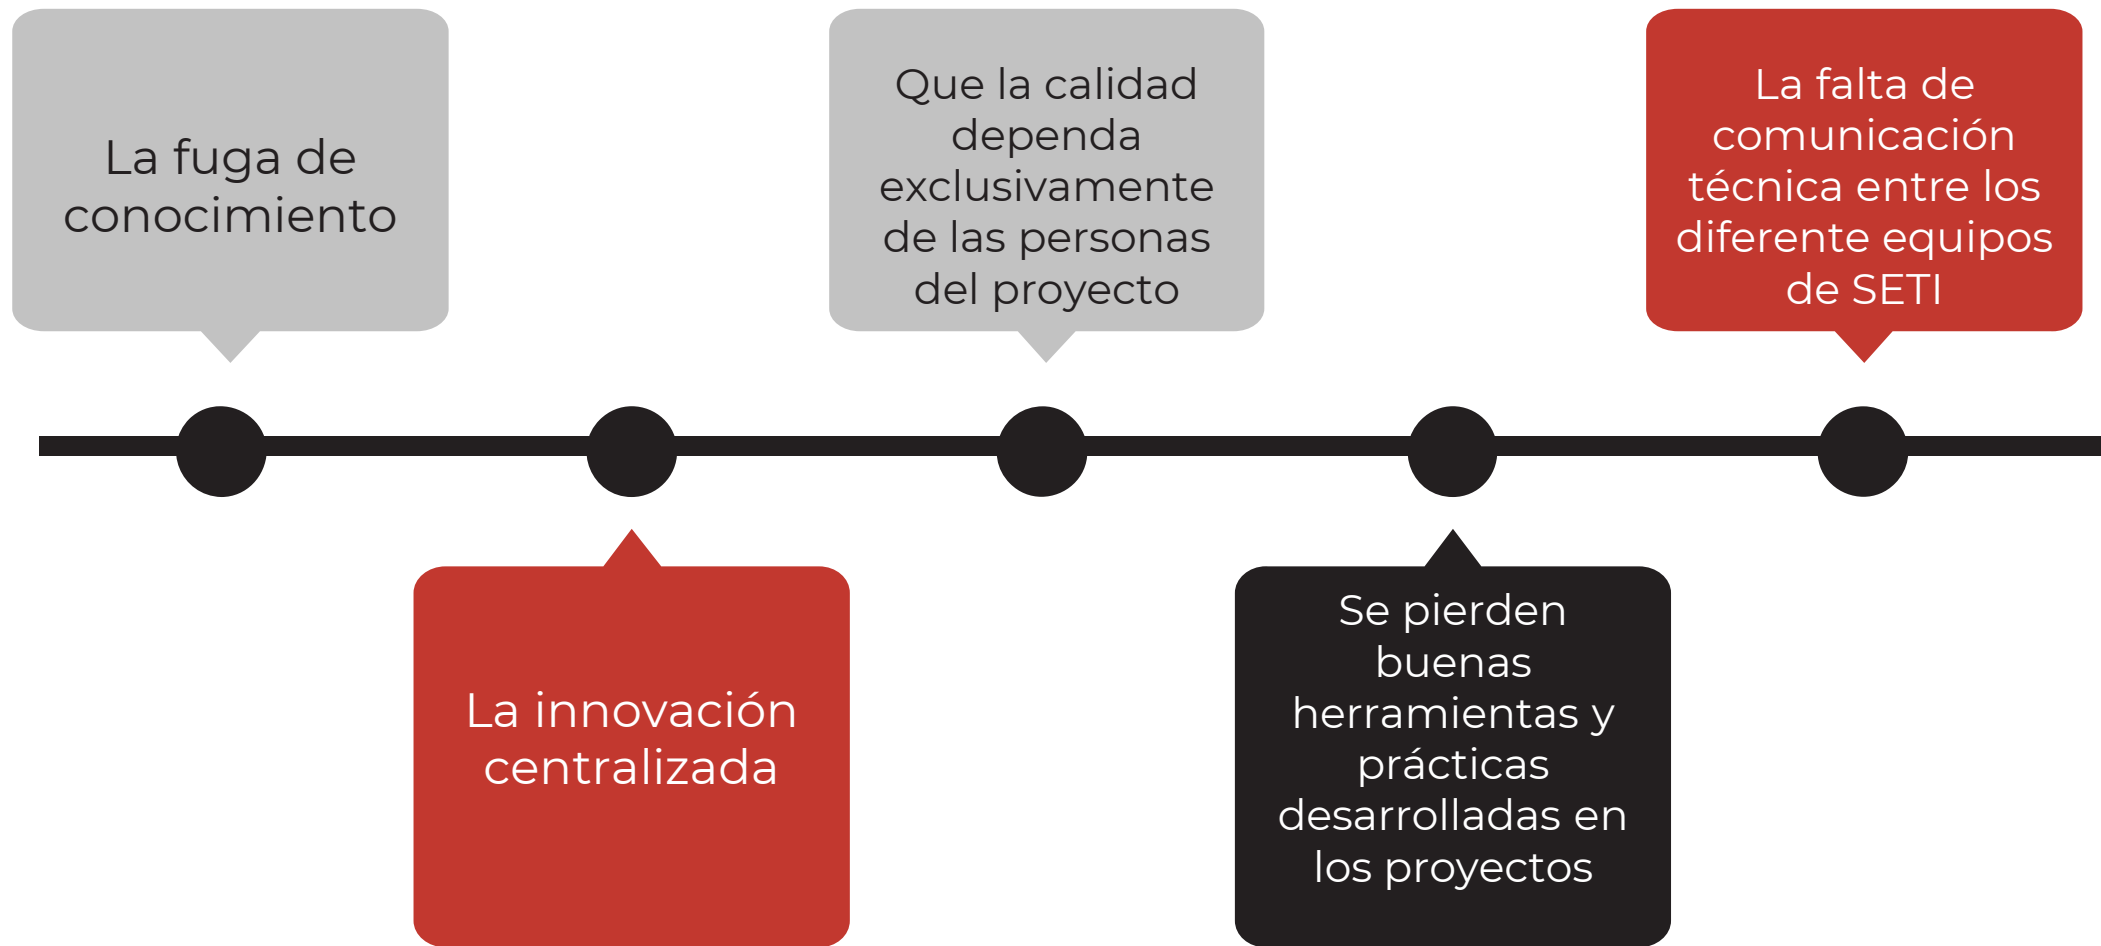 La fuga de
conocimiento
La innovación
centralizada
Que la calidad
dependa
exclusivamente
de las personas
del proyecto
Se pierden
buenas
herramientas y
prácticas
desarrolladas en
los proyectos
La falta de
comunicación
técnica entre los
diferente equipos
de SETI